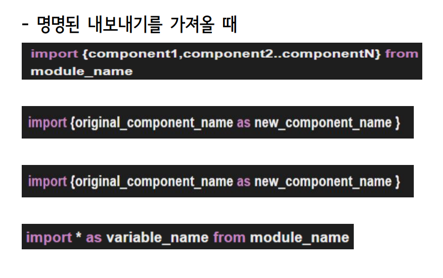 - 명명된 내보내기를 가져올 때
import {component1,component2..componentN} from
module_name
import {original_component_name as new_component_name }
import {original_component_name as new_component_name }
import * as variable_name from module_name